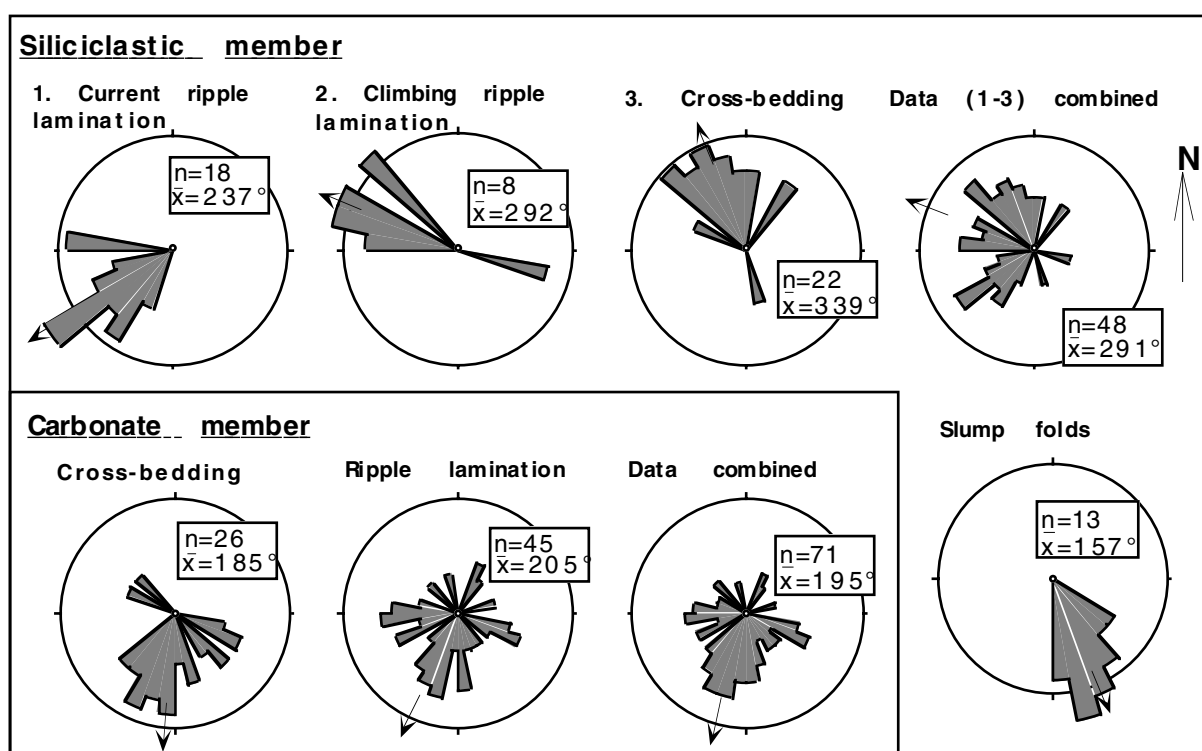 Siliciclastic member
1. Current ripple
lamination
n=18
x̄=237°
2. Climbing ripple
lamination
n=8
x̄=292°
3. Cross-bedding
n=22
x̄=339°
Data (1-3) combined
n=48
x̄=291°
N
Carbonate member
Cross-bedding
n=26
x̄=185°
Ripple lamination
n=45
x̄=205°
Data combined
n=71
x̄=195°
Slump folds
n=13
x̄=157°